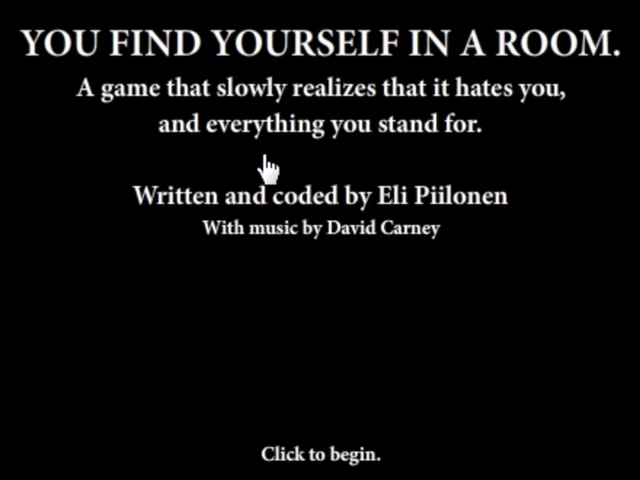 YOU FIND YOURSELF IN A ROOM.
A game that slowly realizes that it hates you,
and everything you stand for.
Written and coded by Eli Piilonen
With music by David Carney
Click to begin.